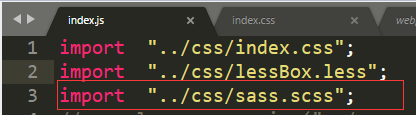 index.js × index.css × web
1 import "../css/index.css";
2 import "../css/lessBox.less";
3 import "../css/sass.scss";